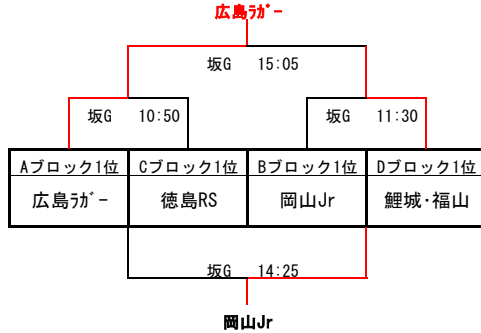 広島ﾗｶﾞｰ
坂G 15:05
坂G 10:50 坂G 11:30
Aブロック1位 Cブロック1位 Bブロック1位 Dブロック1位
広島ﾗｶﾞｰ 徳島RS 岡山Jr 鯉城･福山
坂G 14:25
岡山Jr